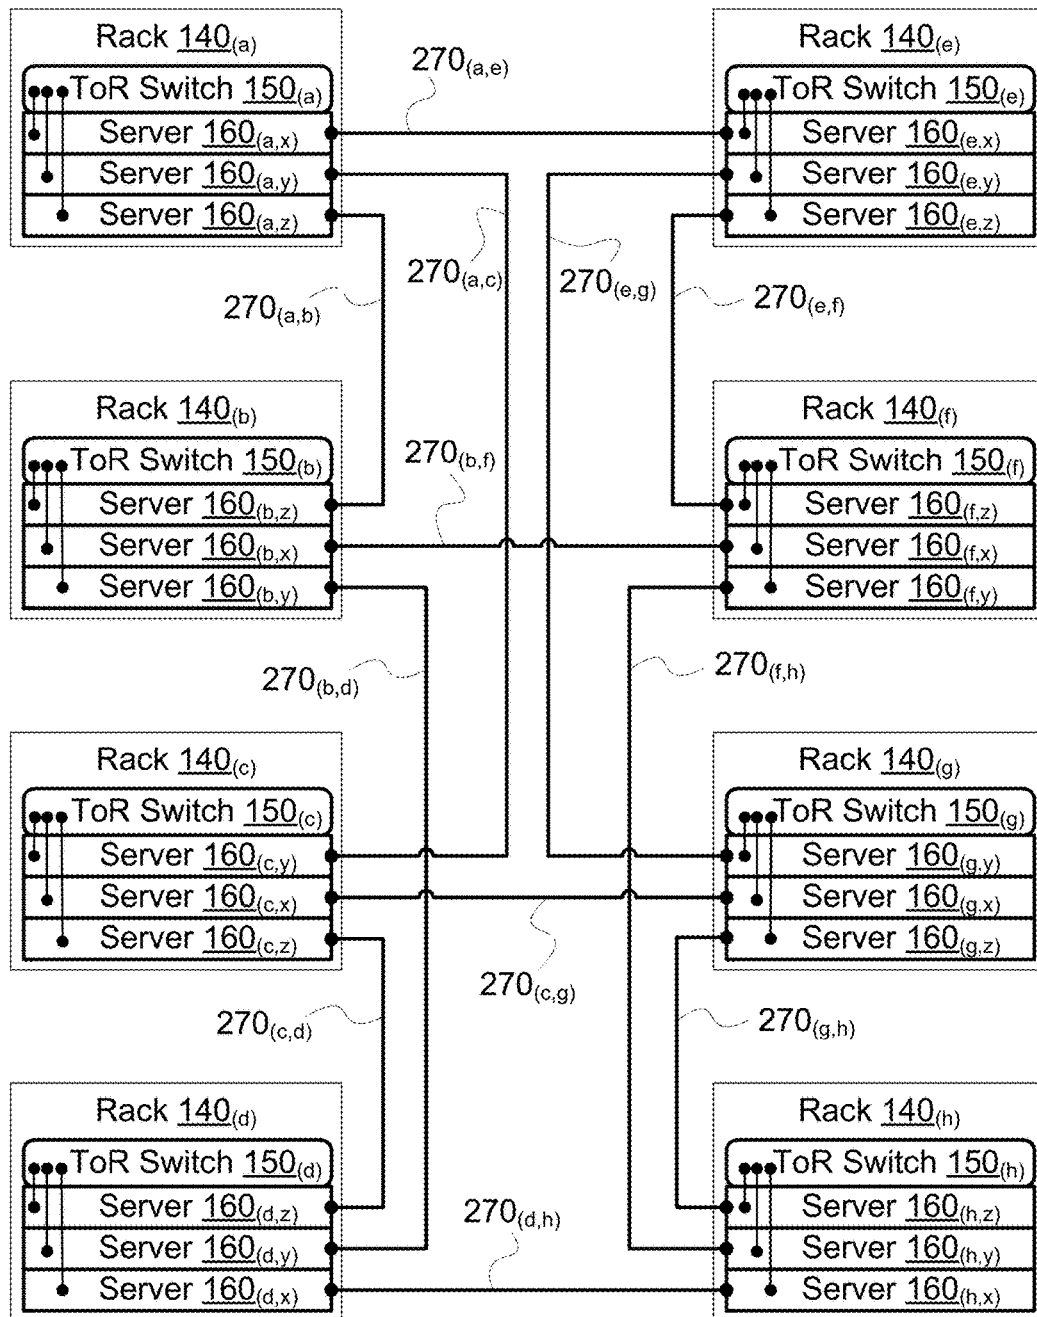 Rack 140(a)
ToR Switch 150(a)
Server 160(a,x)
Server 160(a,y)
Server 160(a,z)
270(a,e)
Rack 140(e)
ToR Switch 150(e)
Server 160(e,x)
Server 160(e,y)
Server 160(e,z)
270(a,b)
270(a,c)
270(e,g)
270(e,f)
Rack 140(b)
ToR Switch 150(b)
Server 160(b,z)
Server 160(b,x)
Server 160(b,y)
270(b,f)
Rack 140(f)
ToR Switch 150(f)
Server 160(f,z)
Server 160(f,x)
Server 160(f,y)
270(b,d)
270(f,h)
Rack 140(c)
ToR Switch 150(c)
Server 160(c,y)
Server 160(c,x)
Server 160(c,z)
Rack 140(g)
ToR Switch 150(g)
Server 160(g,y)
Server 160(g,x)
Server 160(g,z)
270(c,g)
270(c,d)
270(g,h)
Rack 140(d)
ToR Switch 150(d)
Server 160(d,z)
Server 160(d,y)
Server 160(d,x)
270(d,h)
Rack 140(h)
ToR Switch 150(h)
Server 160(h,z)
Server 160(h,y)
Server 160(h,x)